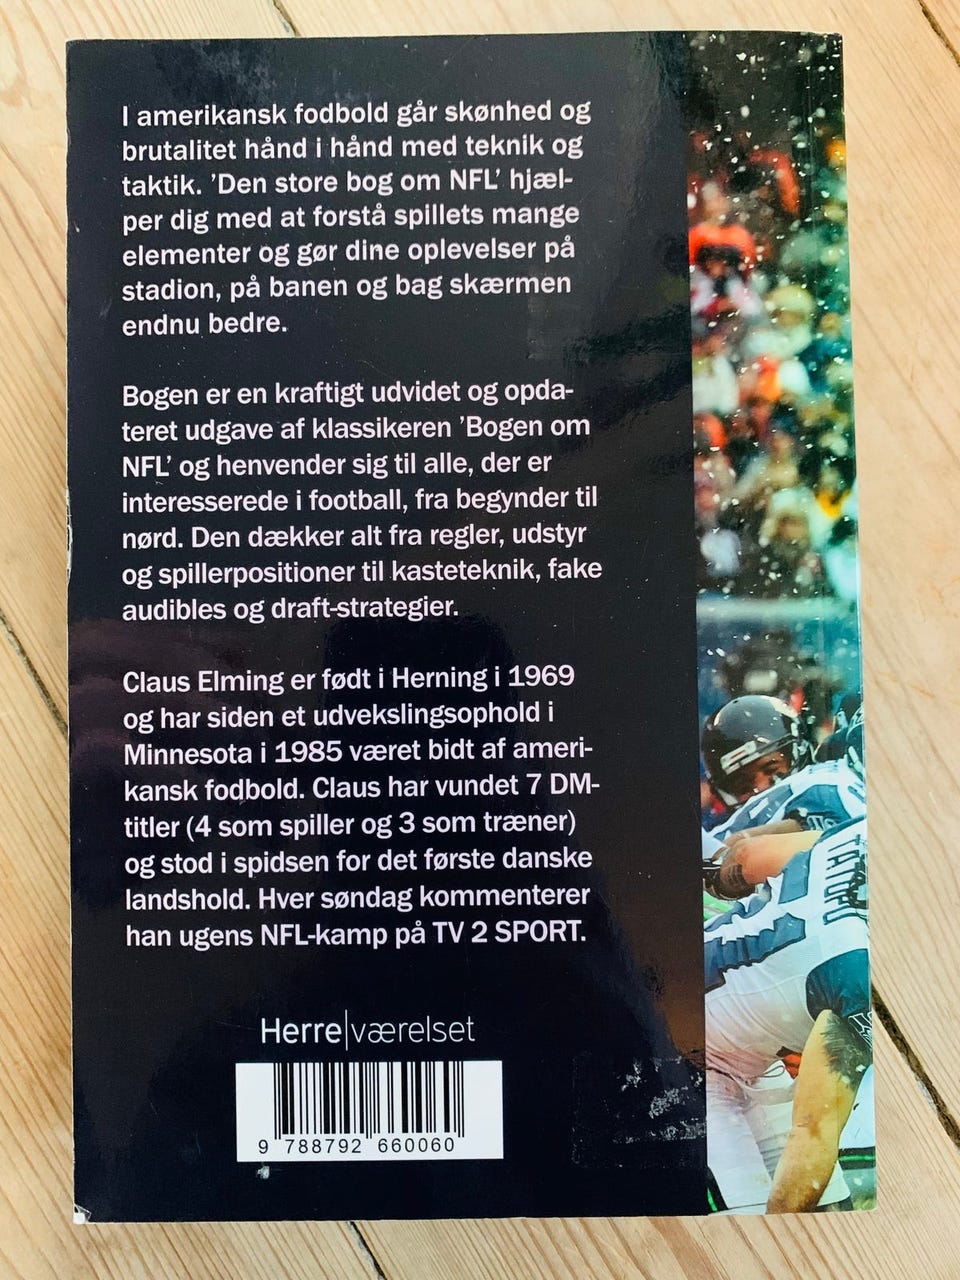 I amerikansk fodbold går skønhed og
brutalitet hånd i hånd med teknik og
taktik. ’Den store bog om NFL’ hjæl-
per dig med at forstå spillets mange
elementer og gør dine oplevelser på
stadion, på banen og bag skærmen
endnu bedre.
Bogen er en kraftigt udvidet og opda-
teret udgave af klassikeren ’Bogen om
NFL’ og henvender sig til alle, der er
interesserede i football, fra begynder til
nørd. Den dækker alt fra regler, udstyr
og spillerpositioner til kasteteknik, fake
audibles og draft-strategier.
Claus Elming er født i Herning i 1969
og har siden et udvekslingsophold i
Minnesota i 1985 været bidt af ameri-
kansk fodbold. Claus har vundet 7 DM-
titler (4 som spiller og 3 som træner)
og stod i spidsen for det første danske
landshold. Hver søndag kommenterer
han ugens NFL-kamp på TV 2 SPORT.
Herre|værelset
9 788792 660060
TATUPU